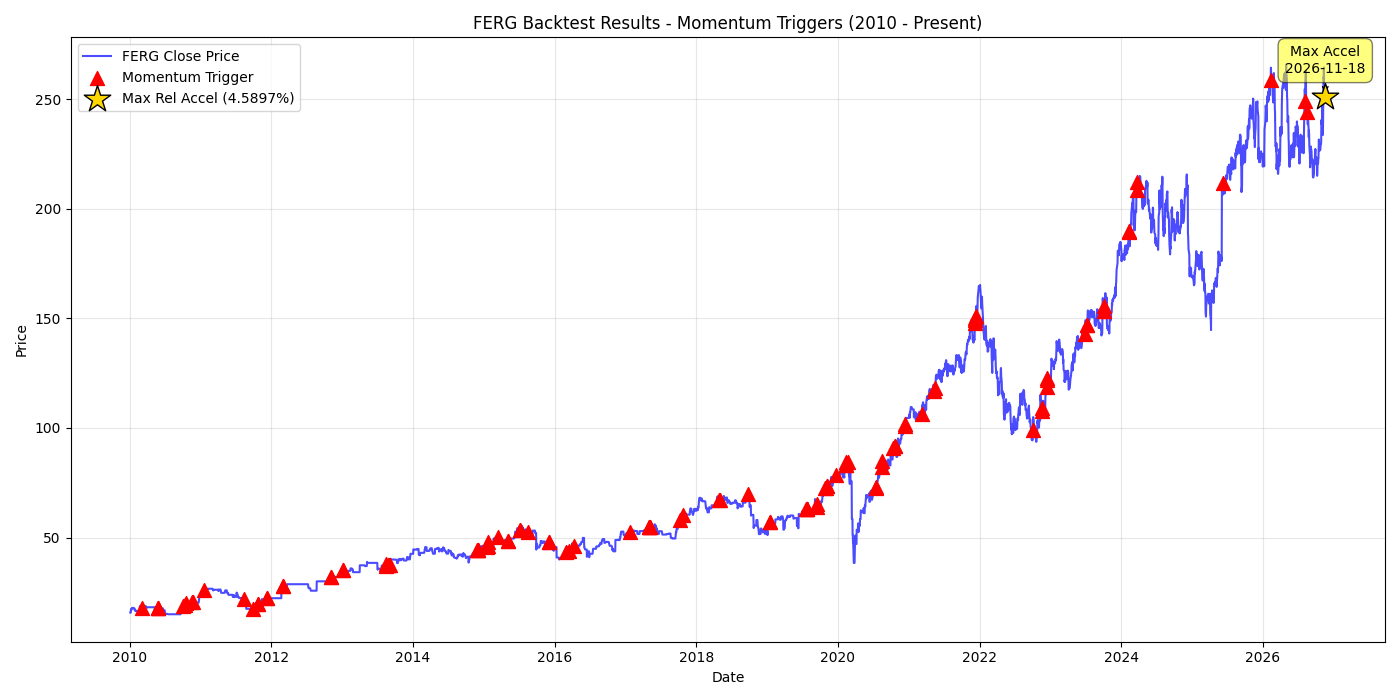 FERG Backtest Results - Momentum Triggers (2010 - Present)
FERG Close Price
Momentum Trigger
Max Rel Accel (4.5897%)
Max Accel
2026-11-18
Price
250
200
150
100
50
2010 2012 2014 2016 2018 2020 2022 2024 2026
Date